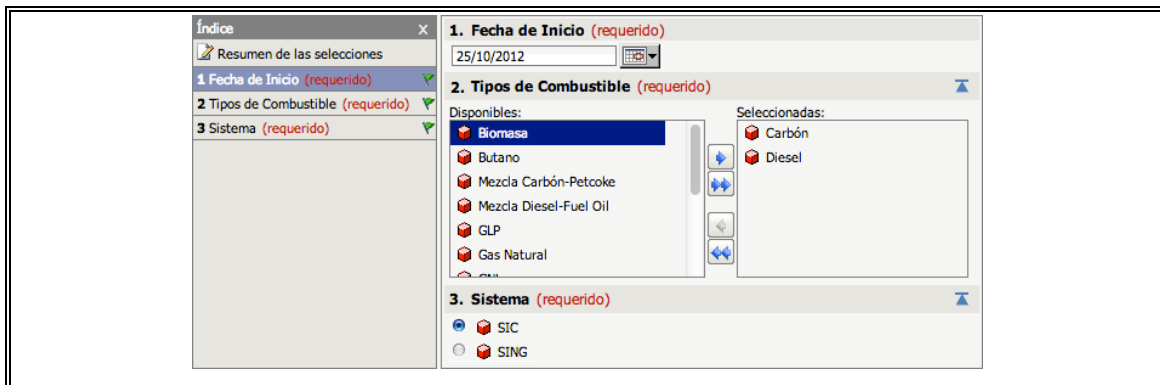 Índice X
Resumen de las selecciones
1 Fecha de Inicio (requerido)
2 Tipos de Combustible (requerido)
3 Sistema (requerido)
1. Fecha de Inicio (requerido)
25/10/2012
2. Tipos de Combustible (requerido)
Disponibles:
Biomasa
Butano
Mezcla Carbón-Petcoke
Mezcla Diesel-Fuel Oil
GLP
Gas Natural
Seleccionadas:
Carbón
Diesel
3. Sistema (requerido)
SIC
SING